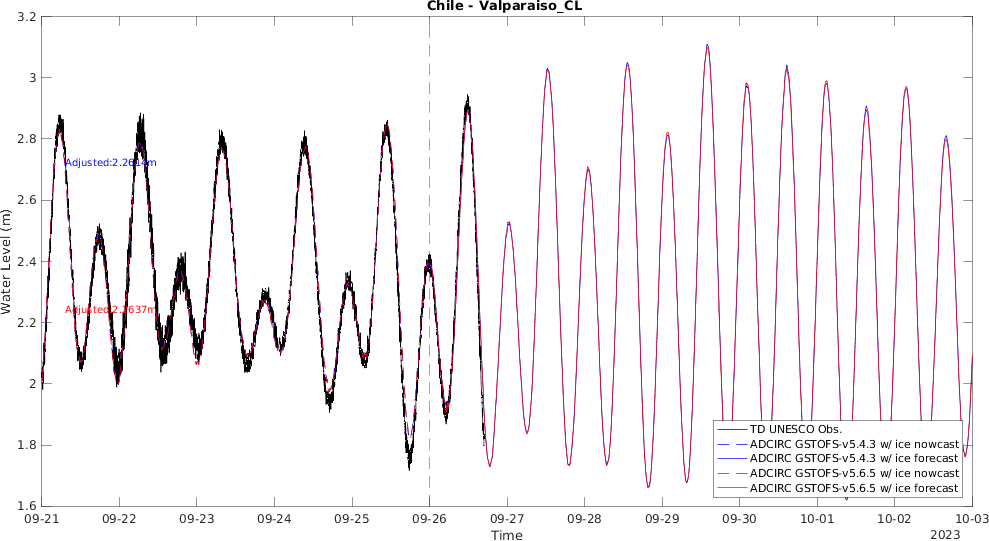 Chile - Valparaiso_CL
3.2
3
2.8
2.6
2.4
2.2
2
1.8
1.6
Water Level (m)
Adjusted:2.2614m
Adjusted:2.2637m
TD UNESCO Obs.
ADCIRC GSTOFS-v5.4.3 w/ ice nowcast
ADCIRC GSTOFS-v5.4.3 w/ ice forecast
ADCIRC GSTOFS-v5.6.5 w/ ice nowcast
ADCIRC GSTOFS-v5.6.5 w/ ice forecast
09-21 09-22 09-23 09-24 09-25 09-26 09-27 09-28 09-29 09-30 10-01 10-02 10-03
Time
2023